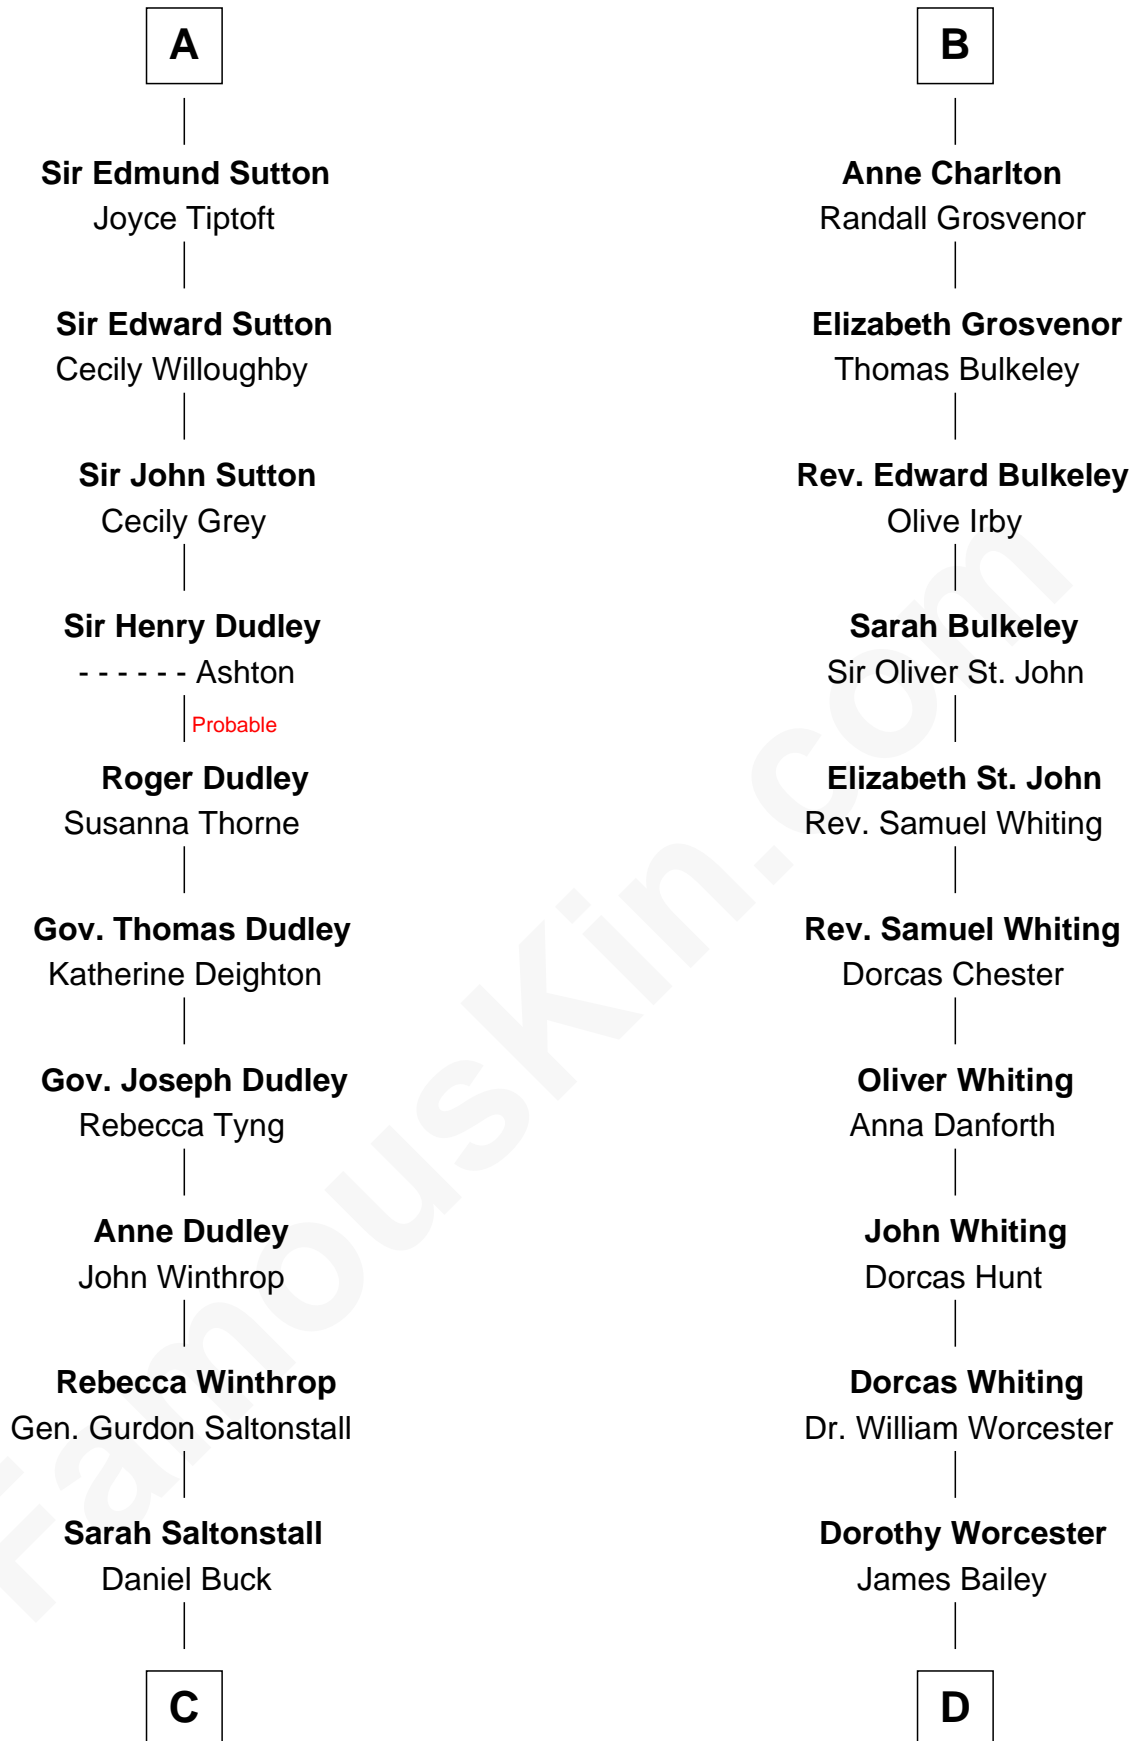 A
Sir Edmund Sutton
Joyce Tiptoft
Sir Edward Sutton
Cecily Willoughby
Sir John Sutton
Cecily Grey
Sir Henry Dudley
- - - - - - Ashton
Probable
Roger Dudley
Susanna Thorne
Gov. Thomas Dudley
Katherine Deighton
Gov. Joseph Dudley
Rebecca Tyng
Anne Dudley
John Winthrop
Rebecca Winthrop
Gen. Gurdon Saltonstall
Sarah Saltonstall
Daniel Buck
C
B
Anne Charlton
Randall Grosvenor
Elizabeth Grosvenor
Thomas Bulkeley
Rev. Edward Bulkeley
Olive Irby
Sarah Bulkeley
Sir Oliver St. John
Elizabeth St. John
Rev. Samuel Whiting
Rev. Samuel Whiting
Dorcas Chester
Oliver Whiting
Anna Danforth
John Whiting
Dorcas Hunt
Dorcas Whiting
Dr. William Worcester
Dorothy Worcester
James Bailey
D
FamousKin.com